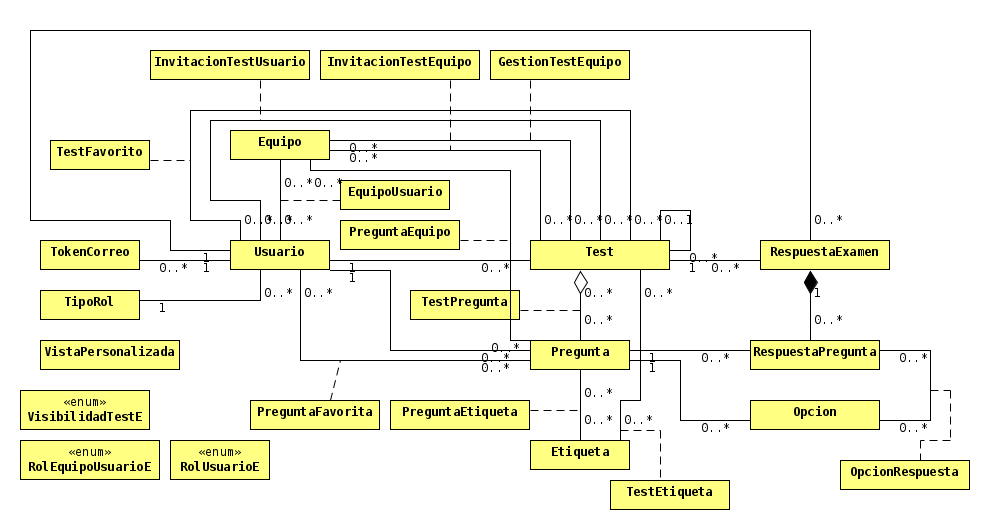 InvitacionTestUsuario
InvitacionTestEquipo
GestionTestEquipo
Equipo
0..*
0..*
TestFavorito
0..*
0..*
EquipoUsuario
0..*
0..*
0..*
0..*
0..*
0..*
0..*
0..1
0..*
PreguntaEquipo
TokenCorreo
1
0..*
1
Usuario
1
1
0..*
Test
0..*
1
0..*
RespuestaExamen
TipoRol
1
0..*
0..*
TestPregunta
0..*
0..*
0..*
1
0..*
VistaPersonalizada
0..*
0..*
0..*
Pregunta
1
1
0..*
RespuestaPregunta
0..*
«enum»
VisibilidadTestE
PreguntaFavorita
PreguntaEtiqueta
0..*
0..*
0..*
0..*
Opcion
0..*
«enum»
RolEquipoUsuarioE
«enum»
RolUsuarioE
Etiqueta
TestEtiqueta
OpcionRespuesta